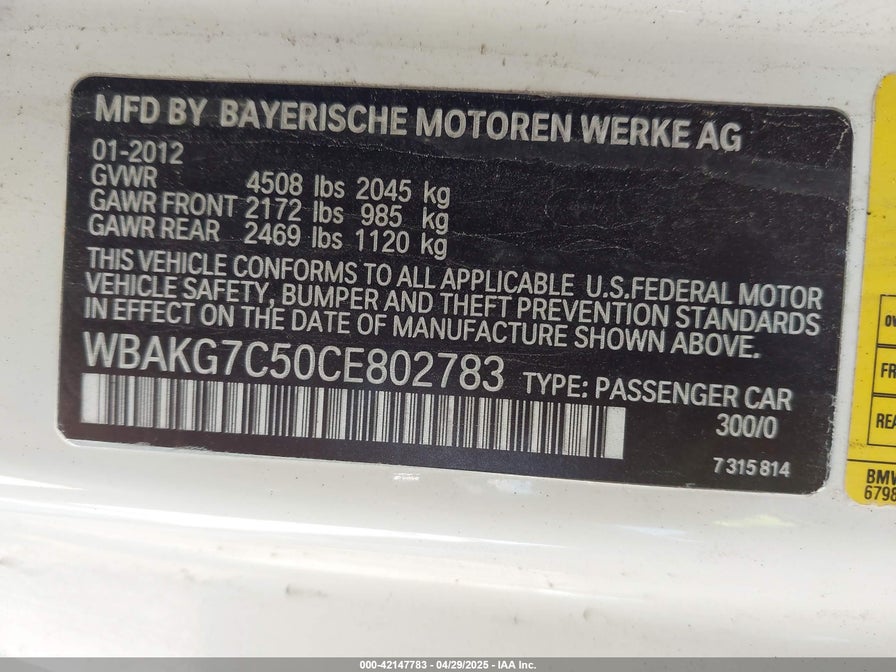 MFD BY BAYERISCHE MOTOREN WERKE AG
01-2012
GVWR 4508 lbs 2045 kg
GAWR FRONT 2172 lbs 985 kg
GAWR REAR 2469 lbs 1120 kg
THIS VEHICLE CONFORMS TO ALL APPLICABLE U.S.FEDERAL MOTOR
VEHICLE SAFETY, BUMPER AND THEFT PREVENTION STANDARDS
IN EFFECT ON THE DATE OF MANUFACTURE SHOWN ABOVE.
WBAKG7C50CE802783 TYPE: PASSENGER CAR
300/0
7 315 814
BMW
000-42147783 - 04/29/2025 - IAA Inc.